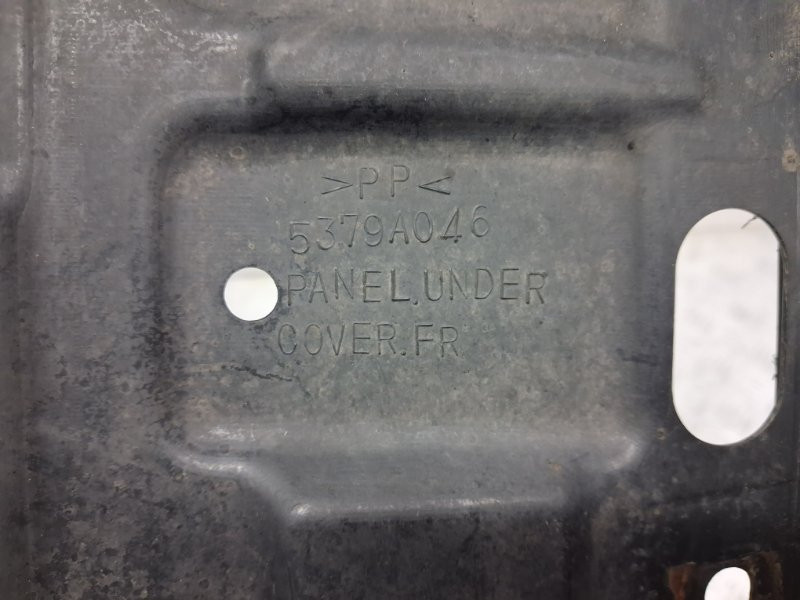 >PP<
5379A046
PANEL,UNDER
COVER.FR